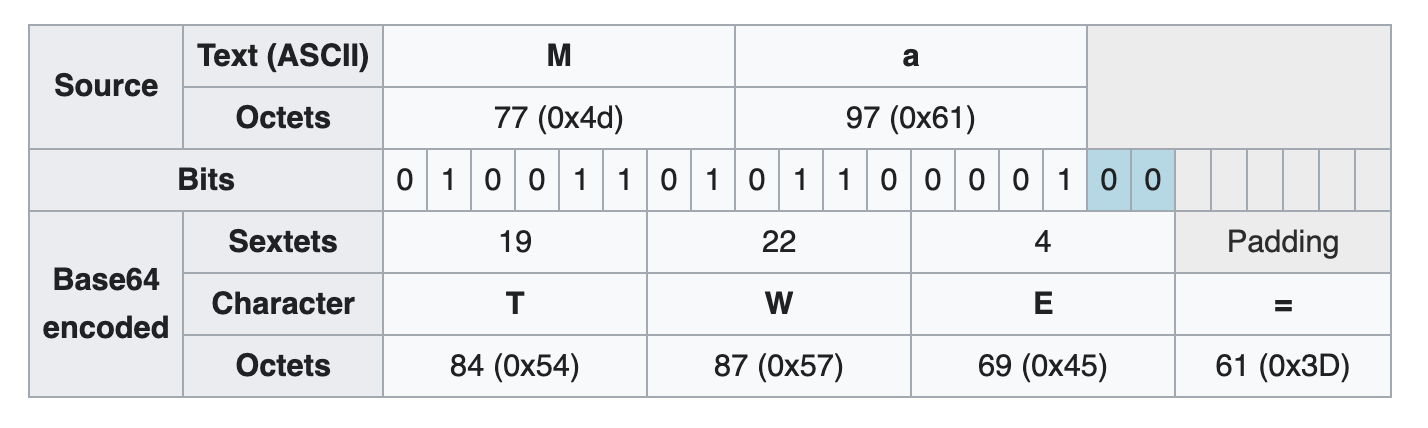 Source Text (ASCII) M a
Octets 77 (0x4d) 97 (0x61)
Bits 0 1 0 0 1 1 0 1 0 1 1 0 0 0 0 1 0 0
Base64 encoded Sextets 19 22 4 Padding
Character T W E =
Octets 84 (0x54) 87 (0x57) 69 (0x45) 61 (0x3D)